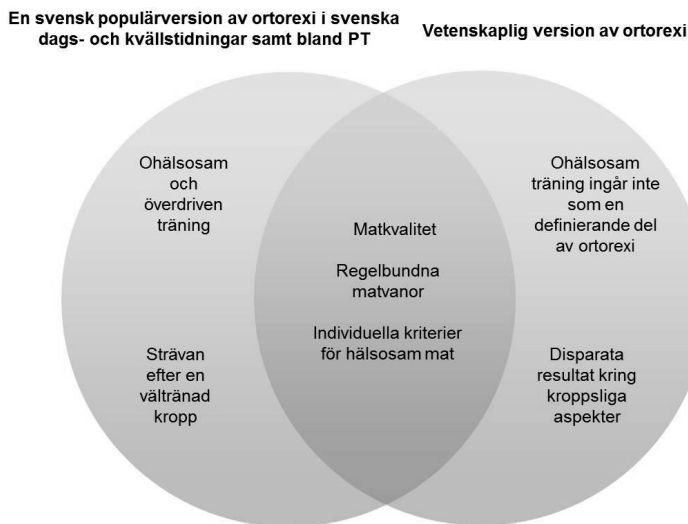 En svensk populärversion av ortorexi i svenska
dags- och kvällstidningar samt bland PT
Vetenskaplig version av ortorexi
Ohälsosam
och
överdriven
träning
Strävan
efter en
vältränad
kropp
Matkvalitet
Regelbundna
matvanor
Individuella kriterier
för hälsosam mat
Ohälsosam
träning ingår inte
som en
definierande del
av ortorexi
Disparata
resultat kring
kroppsliga
aspekter